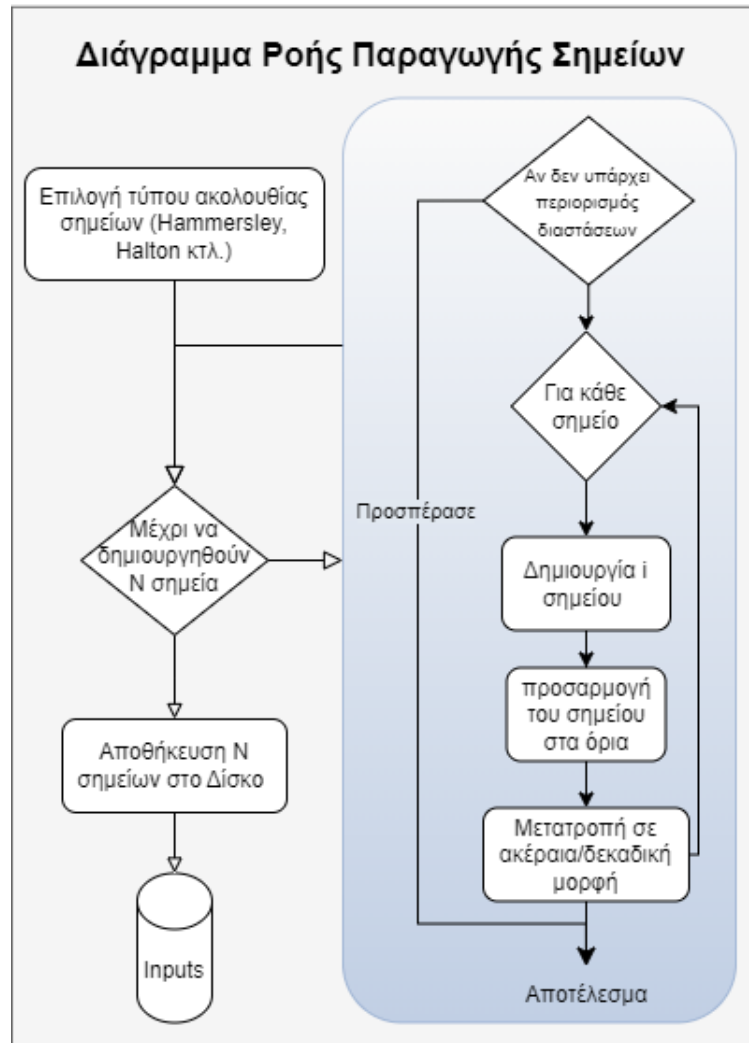 Διάγραμμα Ροής Παραγωγής Σημείων
Επιλογή τύπου ακολουθίας
σημείων (Hammersley,
Halton κτλ.)
Μέχρι να
δημιουργηθούν
N σημεία
Αποθήκευση N
σημείων στο Δίσκο
Inputs
Αν δεν υπάρχει
περιορισμός
διαστάσεων
Προσπέρασε
Για κάθε
σημείο
Δημιουργία i
σημείου
προσαρμογή
του σημείου
στα όρια
Μετατροπή σε
ακέραια/δεκαδική
μορφή
Αποτέλεσμα